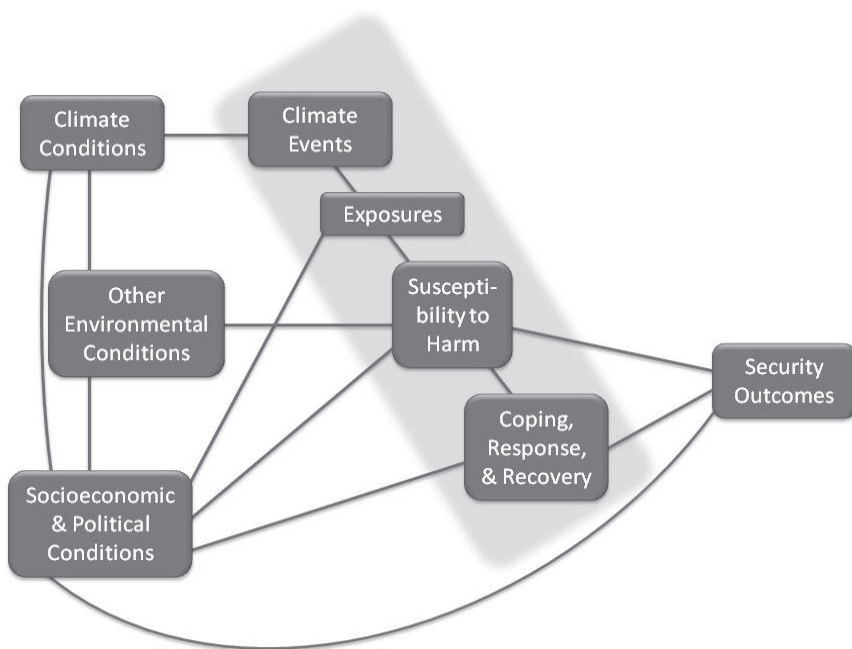 Climate
Conditions
Climate
Events
Exposures
Other
Environmental
Conditions
Suscepti-
bility to
Harm
Security
Outcomes
Coping,
Response,
& Recovery
Socioeconomic
& Political
Conditions